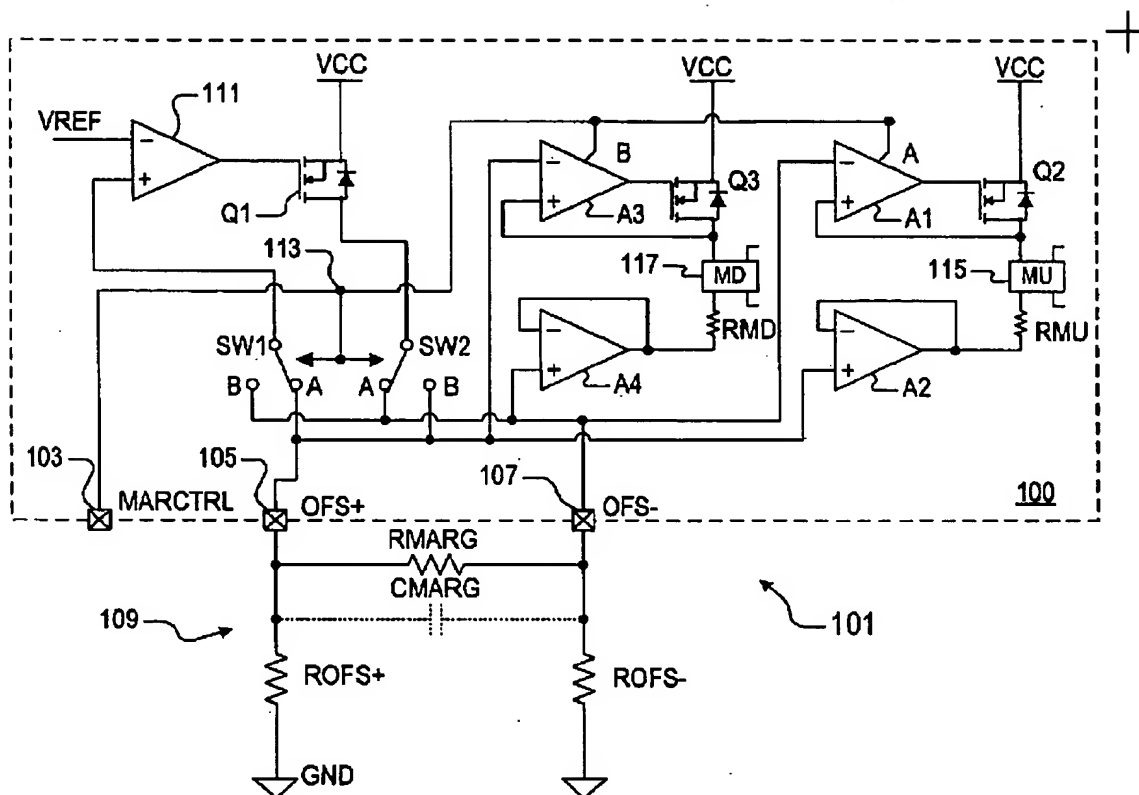 VCC
VCC
VCC
111
VREF
-
+
Q1
B
-
+
A3
Q3
A
-
+
A1
Q2
113
117
MD
115
MU
SW1
SW2
RMD
RMU
-
+
A4
-
+
A2
B
A
A
B
103
MARCTRL
105
OFS+
107
OFS-
100
RMARG
CMARG
109
101
ROFS+
ROFS-
GND